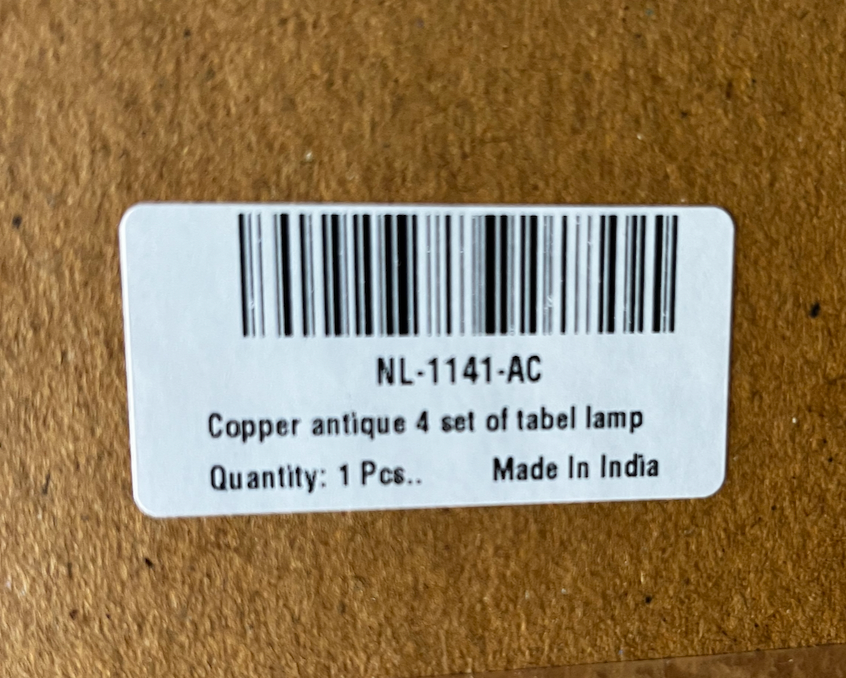 NL-1141-AC
Copper antique 4 set of tabel lamp
Quantity: 1 Pcs.. Made In India